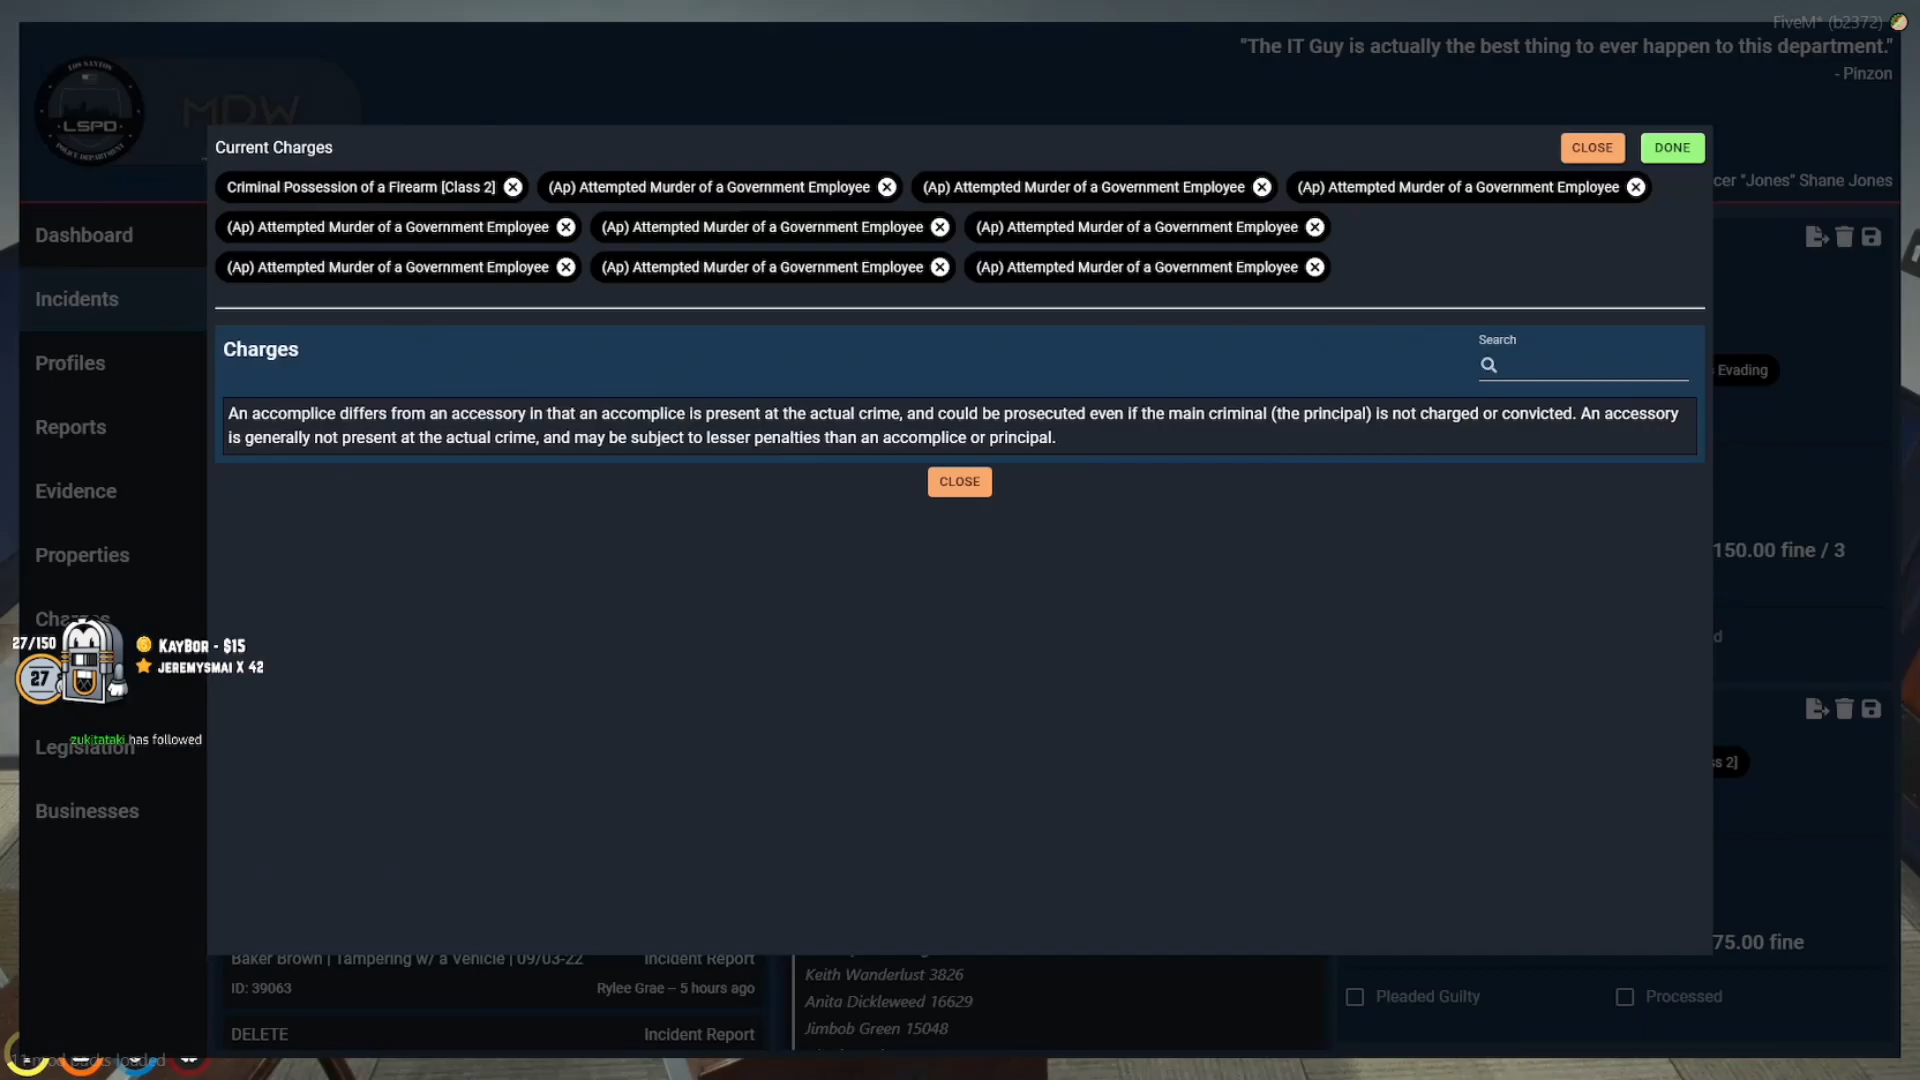 FiveM* (b2372)
"The IT Guy is actually the best thing to ever happen to this department."
- Pinzon
LOS SANTOS
LSPD
POLICE DEPARTMENT
MDW
Current Charges
CLOSE
DONE
Criminal Possession of a Firearm [Class 2] (Ap) Attempted Murder of a Government Employee (Ap) Attempted Murder of a Government Employee (Ap) Attempted Murder of a Government Employee
cer "Jones" Shane Jones
(Ap) Attempted Murder of a Government Employee (Ap) Attempted Murder of a Government Employee (Ap) Attempted Murder of a Government Employee
(Ap) Attempted Murder of a Government Employee (Ap) Attempted Murder of a Government Employee (Ap) Attempted Murder of a Government Employee
Dashboard
Incidents
Profiles
Reports
Evidence
Properties
Legislation
Businesses
Charges
Search
An accomplice differs from an accessory in that an accomplice is present at the actual crime, and could be prosecuted even if the main criminal (the principal) is not charged or convicted. An accessory
is generally not present at the actual crime, and may be subject to lesser penalties than an accomplice or principal.
CLOSE
Evading
150.00 fine / 3
d
ss 2]
75.00 fine
27/150
27
KayBor - $15
JEREMYSMAI X 42
zukitataki has followed
Baker Brown | Tampering w/ a Vehicle | 09/03-22 Incident Report
ID: 39063 Rylee Grae – 5 hours ago
DELETE Incident Report
Keith Wanderlust 3826
Anita Dickleweed 16629
Jimbob Green 15048
Pleaded Guilty
Processed
11 mod packs loaded